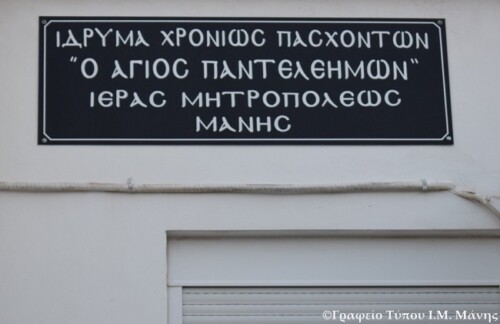 ΙΔΡΥΜΑ ΧΡΟΝΙΩΣ ΠΑΣΧΟΝΤΩΝ
"Ο ΑΓΙΟΣ ΠΑΝΤΕΛΕΗΜΩΝ"
ΙΕΡΑΣ ΜΗΤΡΟΠΟΛΕΩΣ
ΜΑΝΗΣ
©Γραφείο Τύπου Ι.Μ. Μάνης